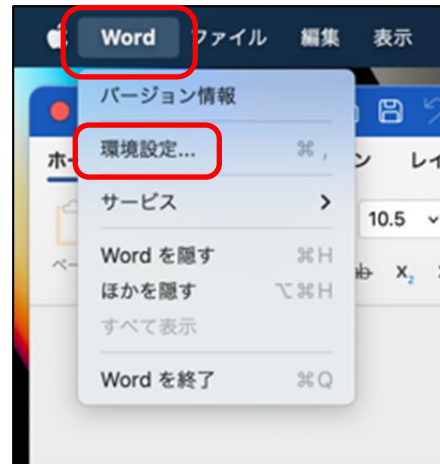 Word ファイル 編集 表示
バージョン情報
環境設定... ⌘ ,
サービス >
10.5
Word を隠す ⌘H
ほかを隠す ⌥⌘H
すべて表示
Word を終了 ⌘Q